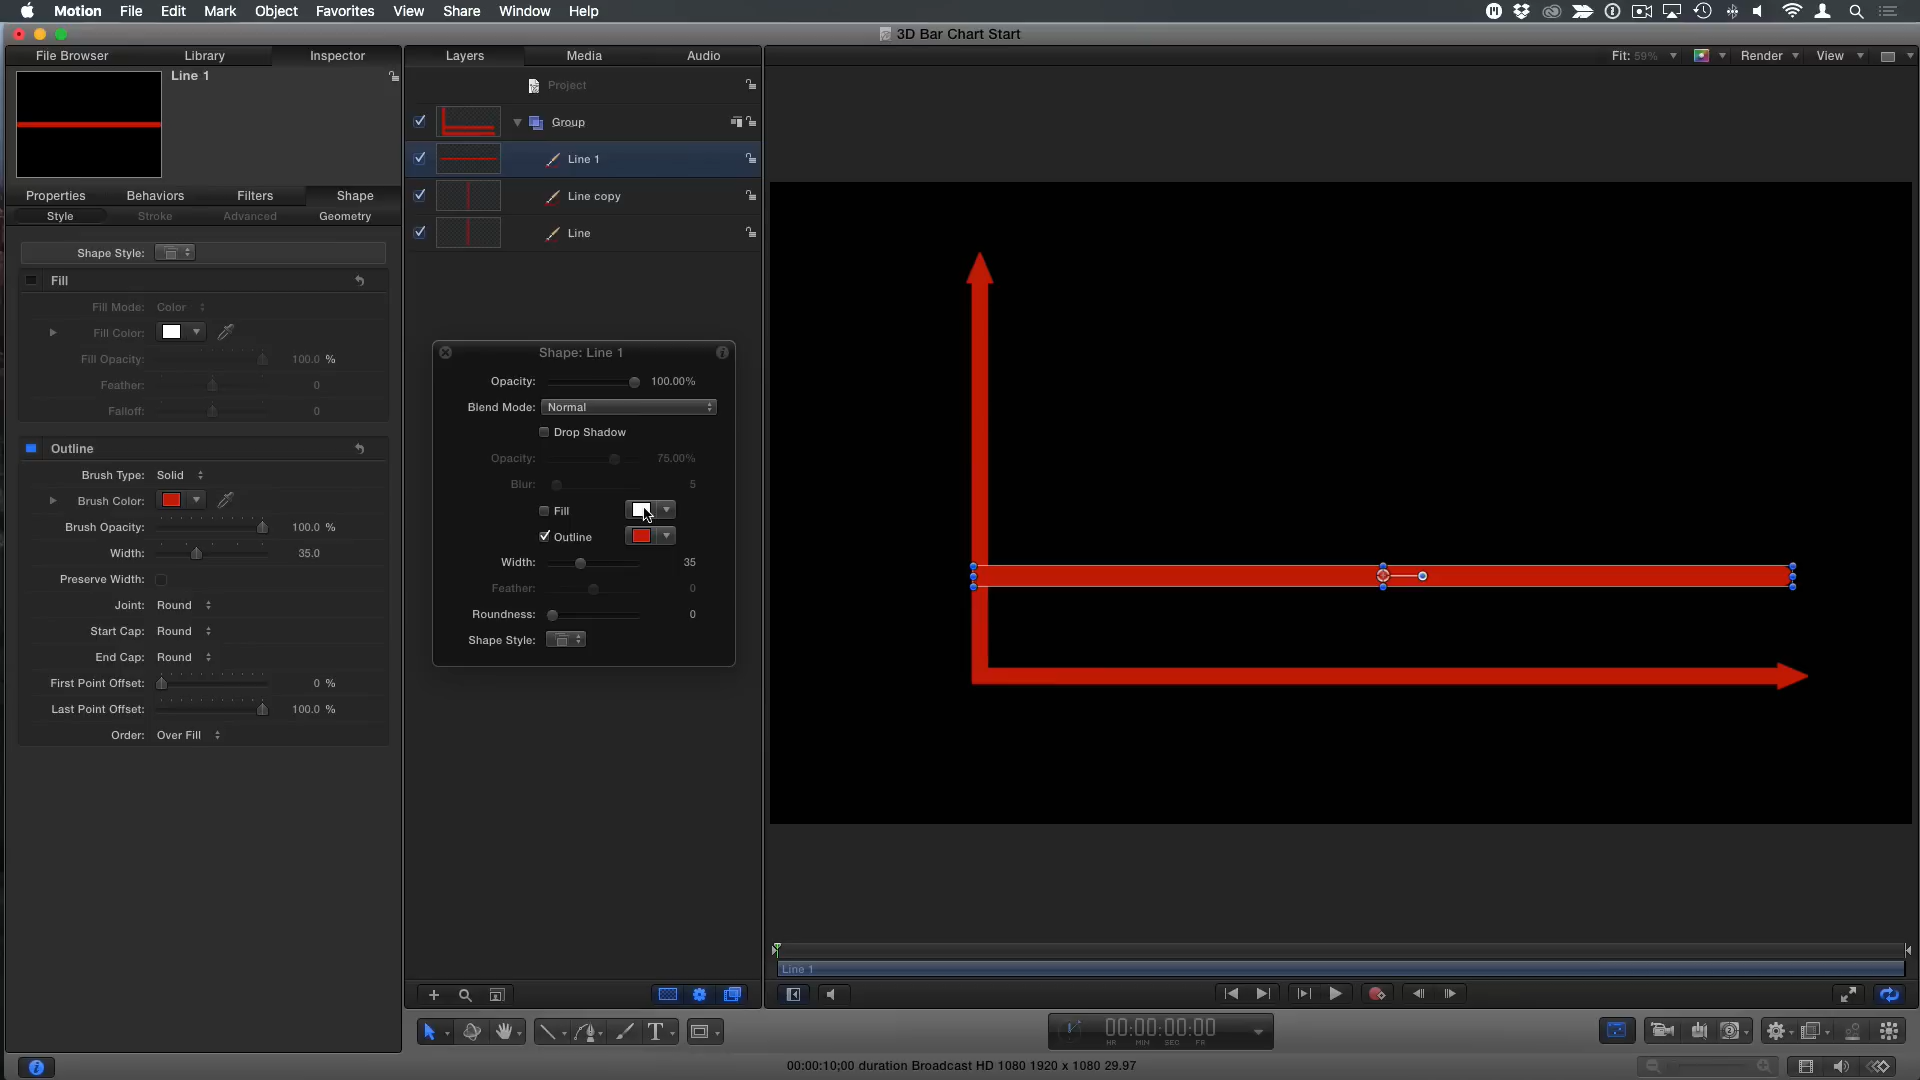 Motion File Edit Mark Object Favorites View Share Window Help
3D Bar Chart Start
File Browser Library Inspector
Layers Media Audio
Fit: 59% Render View
Line 1
Project
Group
Line 1
Line copy
Line
Properties Behaviors Filters Shape
Style Stroke Advanced Geometry
Shape Style:
Fill
Fill Mode: Color
Fill Color:
Fill Opacity: 100.0 %
Feather: 0
Falloff: 0
Outline
Brush Type: Solid
Brush Color:
Brush Opacity: 100.0 %
Width: 35.0
Preserve Width:
Joint: Round
Start Cap: Round
End Cap: Round
First Point Offset: 0 %
Last Point Offset: 100.0 %
Order: Over Fill
Shape: Line 1
Opacity: 100.00%
Blend Mode: Normal
Drop Shadow
Opacity: 75.00%
Blur: 5
Fill
Outline
Width: 35
Feather: 0
Roundness: 0
Shape Style:
Line 1
00:00:00:00
HR MIN SEC FR
00:00:10;00 duration Broadcast HD 1080 1920 x 1080 29.97